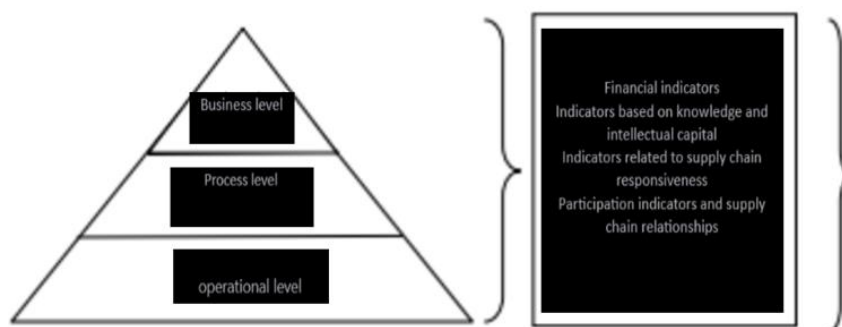 Business level
Process level
operational level
Financial indicators
Indicators based on knowledge and
intellectual capital
Indicators related to supply chain
responsiveness
Participation indicators and supply
chain relationships